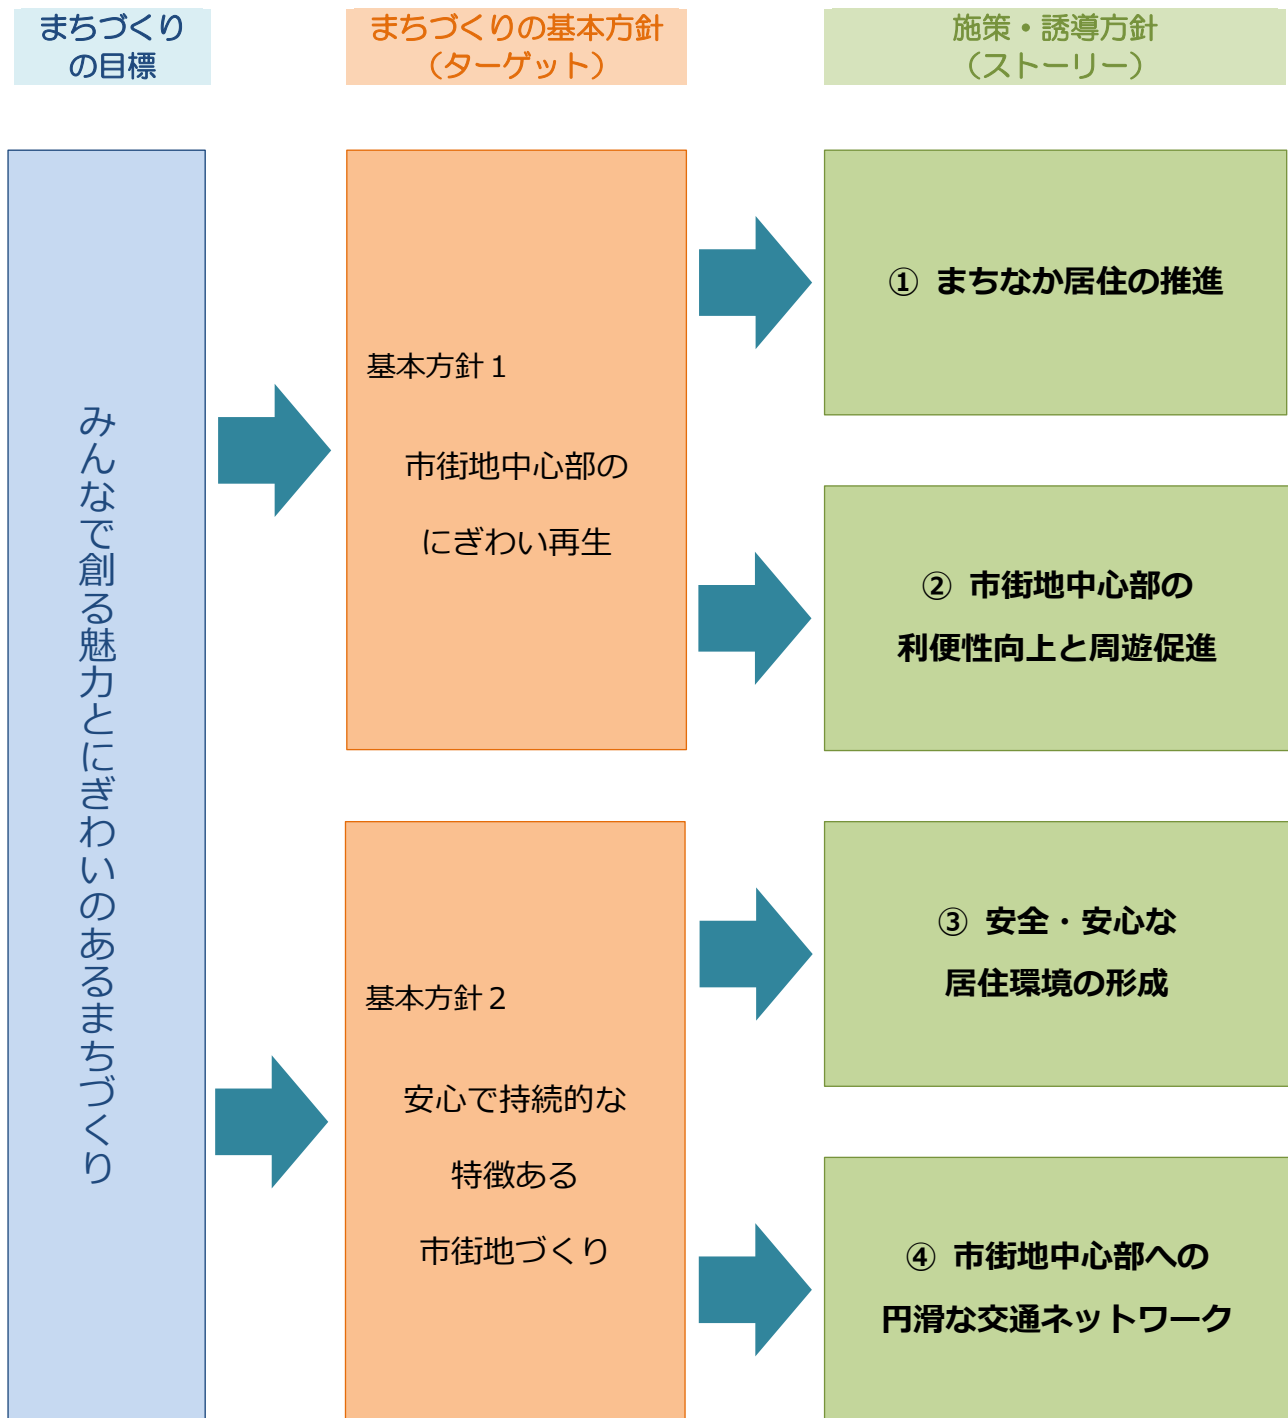 まちづくり
の目標
まちづくりの基本方針
（ターゲット）
施策・誘導方針
（ストーリー）
みんなで創る魅力とにぎわいのあるまちづくり
基本方針１
市街地中心部の
にぎわい再生
① まちなか居住の推進
② 市街地中心部の
利便性向上と周遊促進
基本方針２
安心で持続的な
特徴ある
市街地づくり
③ 安全・安心な
居住環境の形成
④ 市街地中心部への
円滑な交通ネットワーク